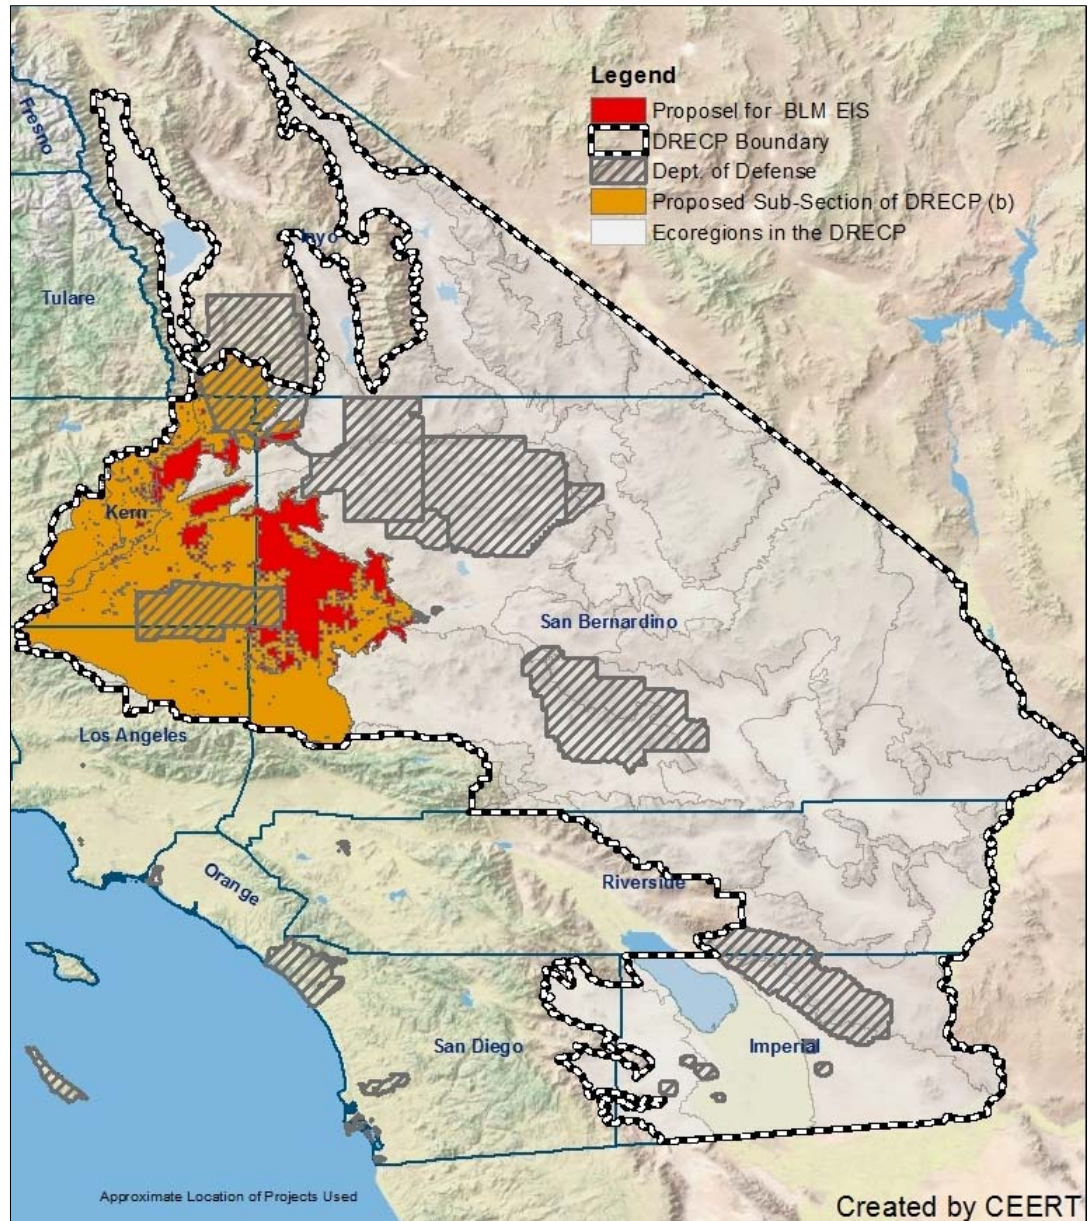 Legend
Proposal for BLM EIS
DRECP Boundary
Dept. of Defense
Proposed Sub-Section of DRECP (b)
Ecoregions in the DRECP
Fresno
Inyo
Tulare
Kern
San Bernardino
Los Angeles
Orange
Riverside
San Diego
Imperial
Approximate Location of Projects Used
Created by CEERT